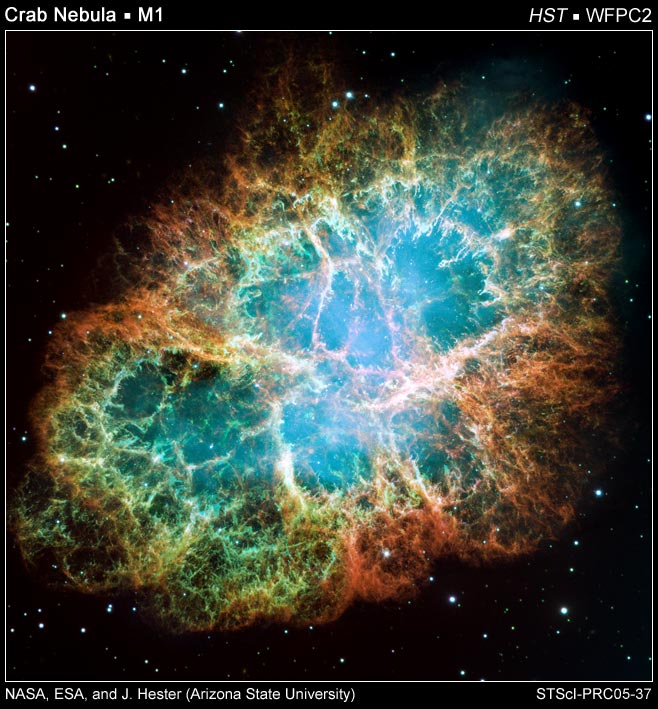 Crab Nebula ▪ M1
HST ▪ WFPC2
NASA, ESA, and J. Hester (Arizona State University)
STScI-PRC05-37